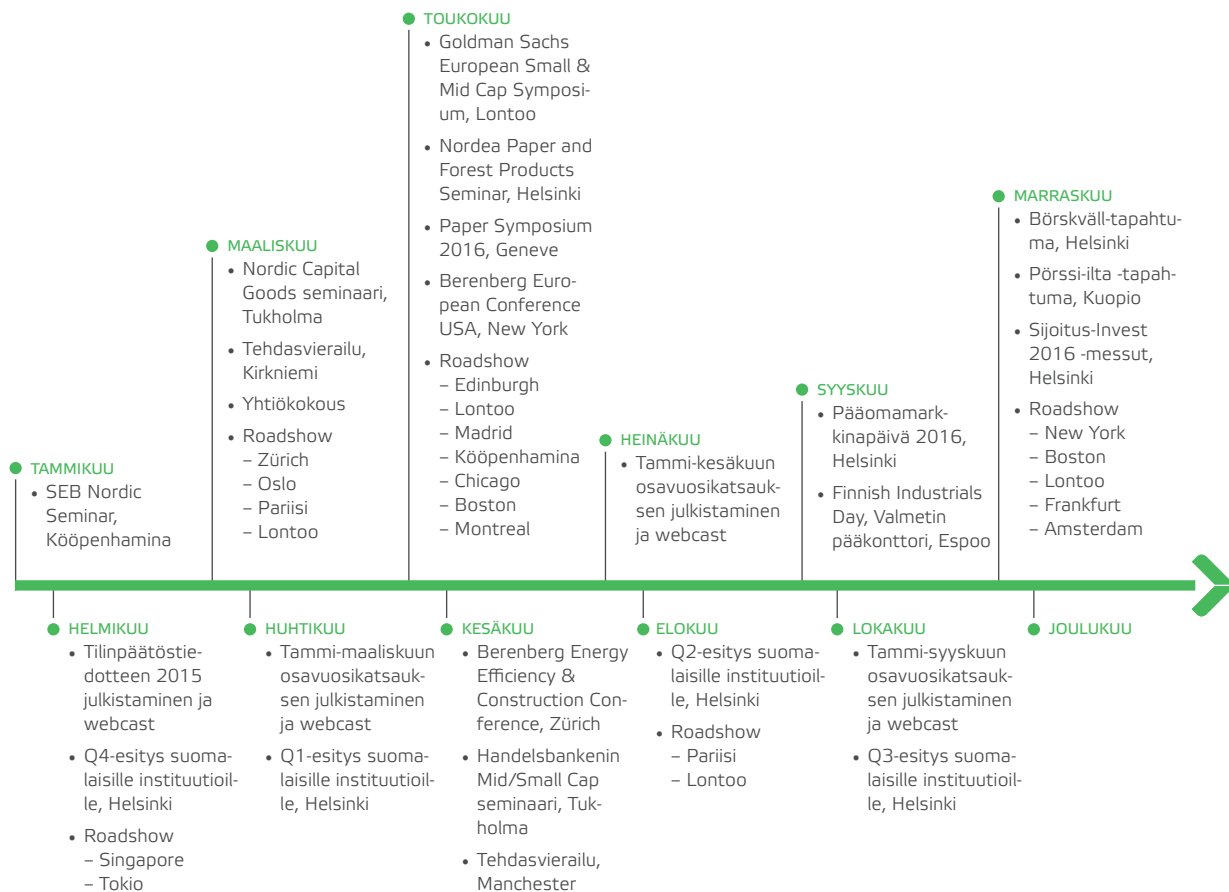 TAMMIKUU
• SEB Nordic
Seminar,
Kööpenhamina
HELMIKUU
• Tilinpäätöstie-
dotteen 2015
julkistaminen ja
webcast
• Q4-esitys suoma-
laisille instituutioil-
le, Helsinki
• Roadshow
– Singapore
– Tokio
MAALISKUU
• Nordic Capital
Goods seminaari,
Tukholma
• Tehdasvierailu,
Kirkniemi
• Yhtiökokous
• Roadshow
– Zürich
– Oslo
– Pariisi
– Lontoo
HUHTIKUU
• Tammi-maaliskuun
osavuosikatsauk-
sen julkistaminen
ja webcast
• Q1-esitys suoma-
laisille instituutioil-
le, Helsinki
TOUKOKUU
• Goldman Sachs
European Small &
Mid Cap Symposi-
um, Lontoo
• Nordea Paper and
Forest Products
Seminar, Helsinki
• Paper Symposium
2016, Geneve
• Berenberg Euro-
pean Conference
USA, New York
• Roadshow
– Edinburgh
– Lontoo
– Madrid
– Kööpenhamina
– Chicago
– Boston
– Montreal
KESÄKUU
• Berenberg Energy
Efficiency &
Construction Con-
ference, Zürich
• Handelsbankenin
Mid/Small Cap
seminaari, Tuk-
holma
• Tehdasvierailu,
Manchester
HEINÄKUU
• Tammi-kesäkuun
osavuosikatsauk-
sen julkistaminen
ja webcast
ELOKUU
• Q2-esitys suoma-
laisille instituutioil-
le, Helsinki
• Roadshow
– Pariisi
– Lontoo
SYYSKUU
• Pääomamark-
kinapäivä 2016,
Helsinki
• Finnish Industrials
Day, Valmetin
pääkonttori, Espoo
LOKAKUU
• Tammi-syyskuun
osavuosikatsauk-
sen julkistaminen
ja webcast
• Q3-esitys suoma-
laisille instituutioil-
le, Helsinki
MARRASKUU
• Börskväll-tapahtu-
ma, Helsinki
• Pörssi-ilta -tapah-
tuma, Kuopio
• Sijoitus-Invest
2016 -messut,
Helsinki
• Roadshow
– New York
– Boston
– Lontoo
– Frankfurt
– Amsterdam
JOULUKUU